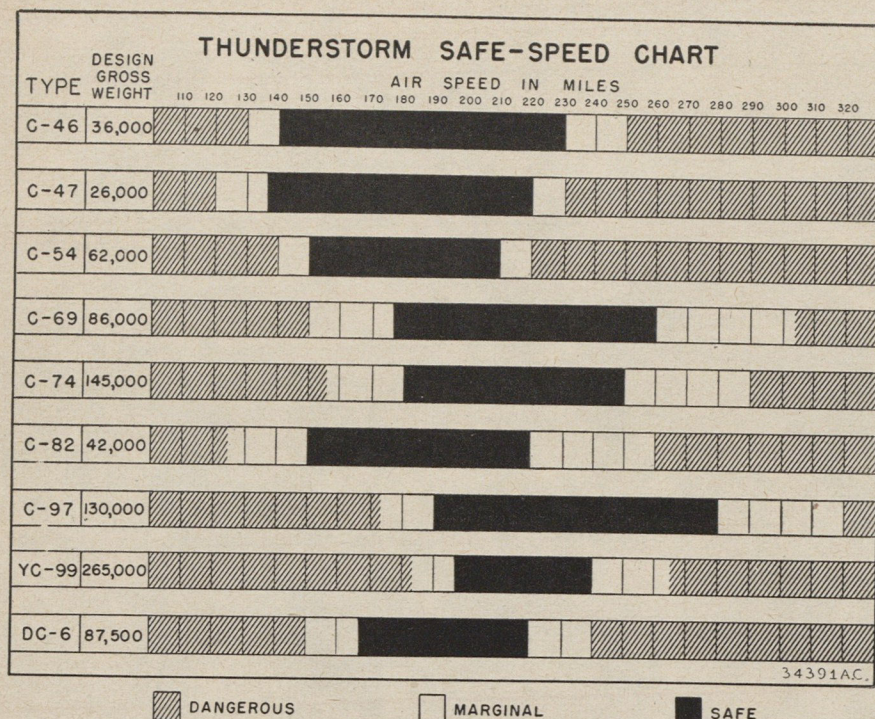 THUNDERSTORM SAFE-SPEED CHART
TYPE DESIGN GROSS WEIGHT AIR SPEED IN MILES
110 120 130 140 150 160 170 180 190 200 210 220 230 240 250 260 270 280 290 300 310 320
C-46 36,000
C-47 26,000
C-54 62,000
C-69 86,000
C-74 145,000
C-82 42,000
C-97 130,000
YC-99 265,000
DC-6 87,500
34391A.C.
DANGEROUS MARGINAL SAFE